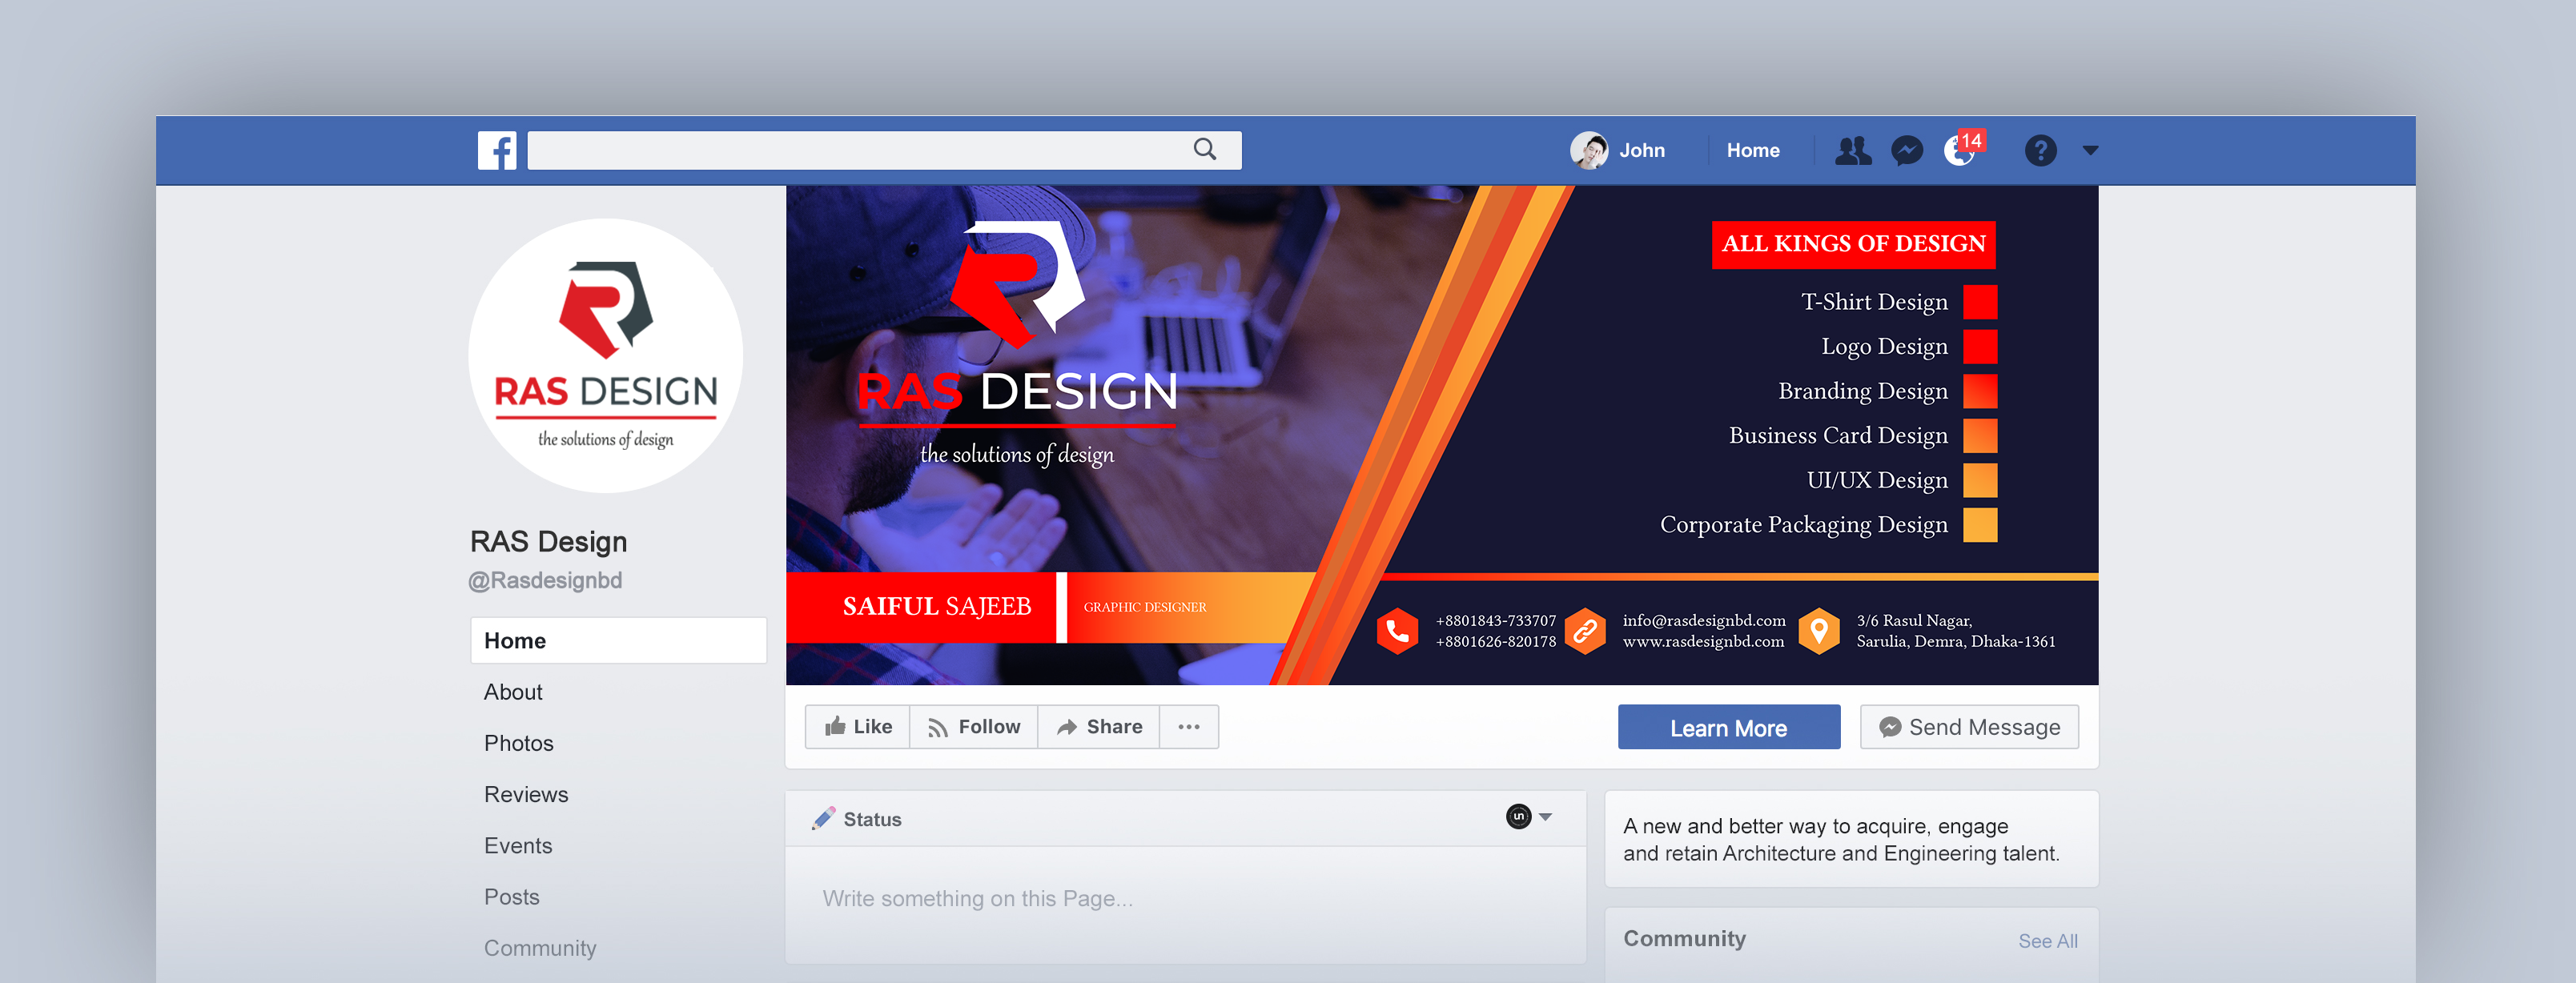 f
John
Home
14
?
RAS DESIGN
the solutions of design
RAS Design
@Rasdesignbd
Home
About
Photos
Reviews
Events
Posts
Community
RAS DESIGN
the solutions of design
SAIFUL SAJEEB
GRAPHIC DESIGNER
ALL KINGS OF DESIGN
T-Shirt Design
Logo Design
Branding Design
Business Card Design
UI/UX Design
Corporate Packaging Design
+8801843-733707
+8801626-820178
info@rasdesignbd.com
www.rasdesignbd.com
3/6 Rasul Nagar,
Sarulia, Demra, Dhaka-1361
Like
Follow
Share
Learn More
Send Message
Status
un
Write something on this Page...
A new and better way to acquire, engage
and retain Architecture and Engineering talent.
Community
See All